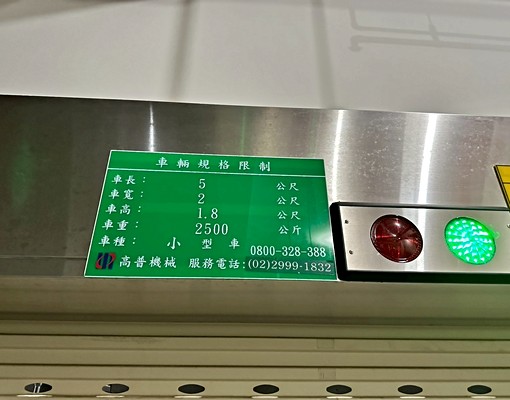 車輛規格限制
車長： 5 公尺
車寬： 2 公尺
車高： 1.8 公尺
車重： 2500 公斤
車種： 小型車
0800-328-388
高普機械 服務電話:(02)2999-1832